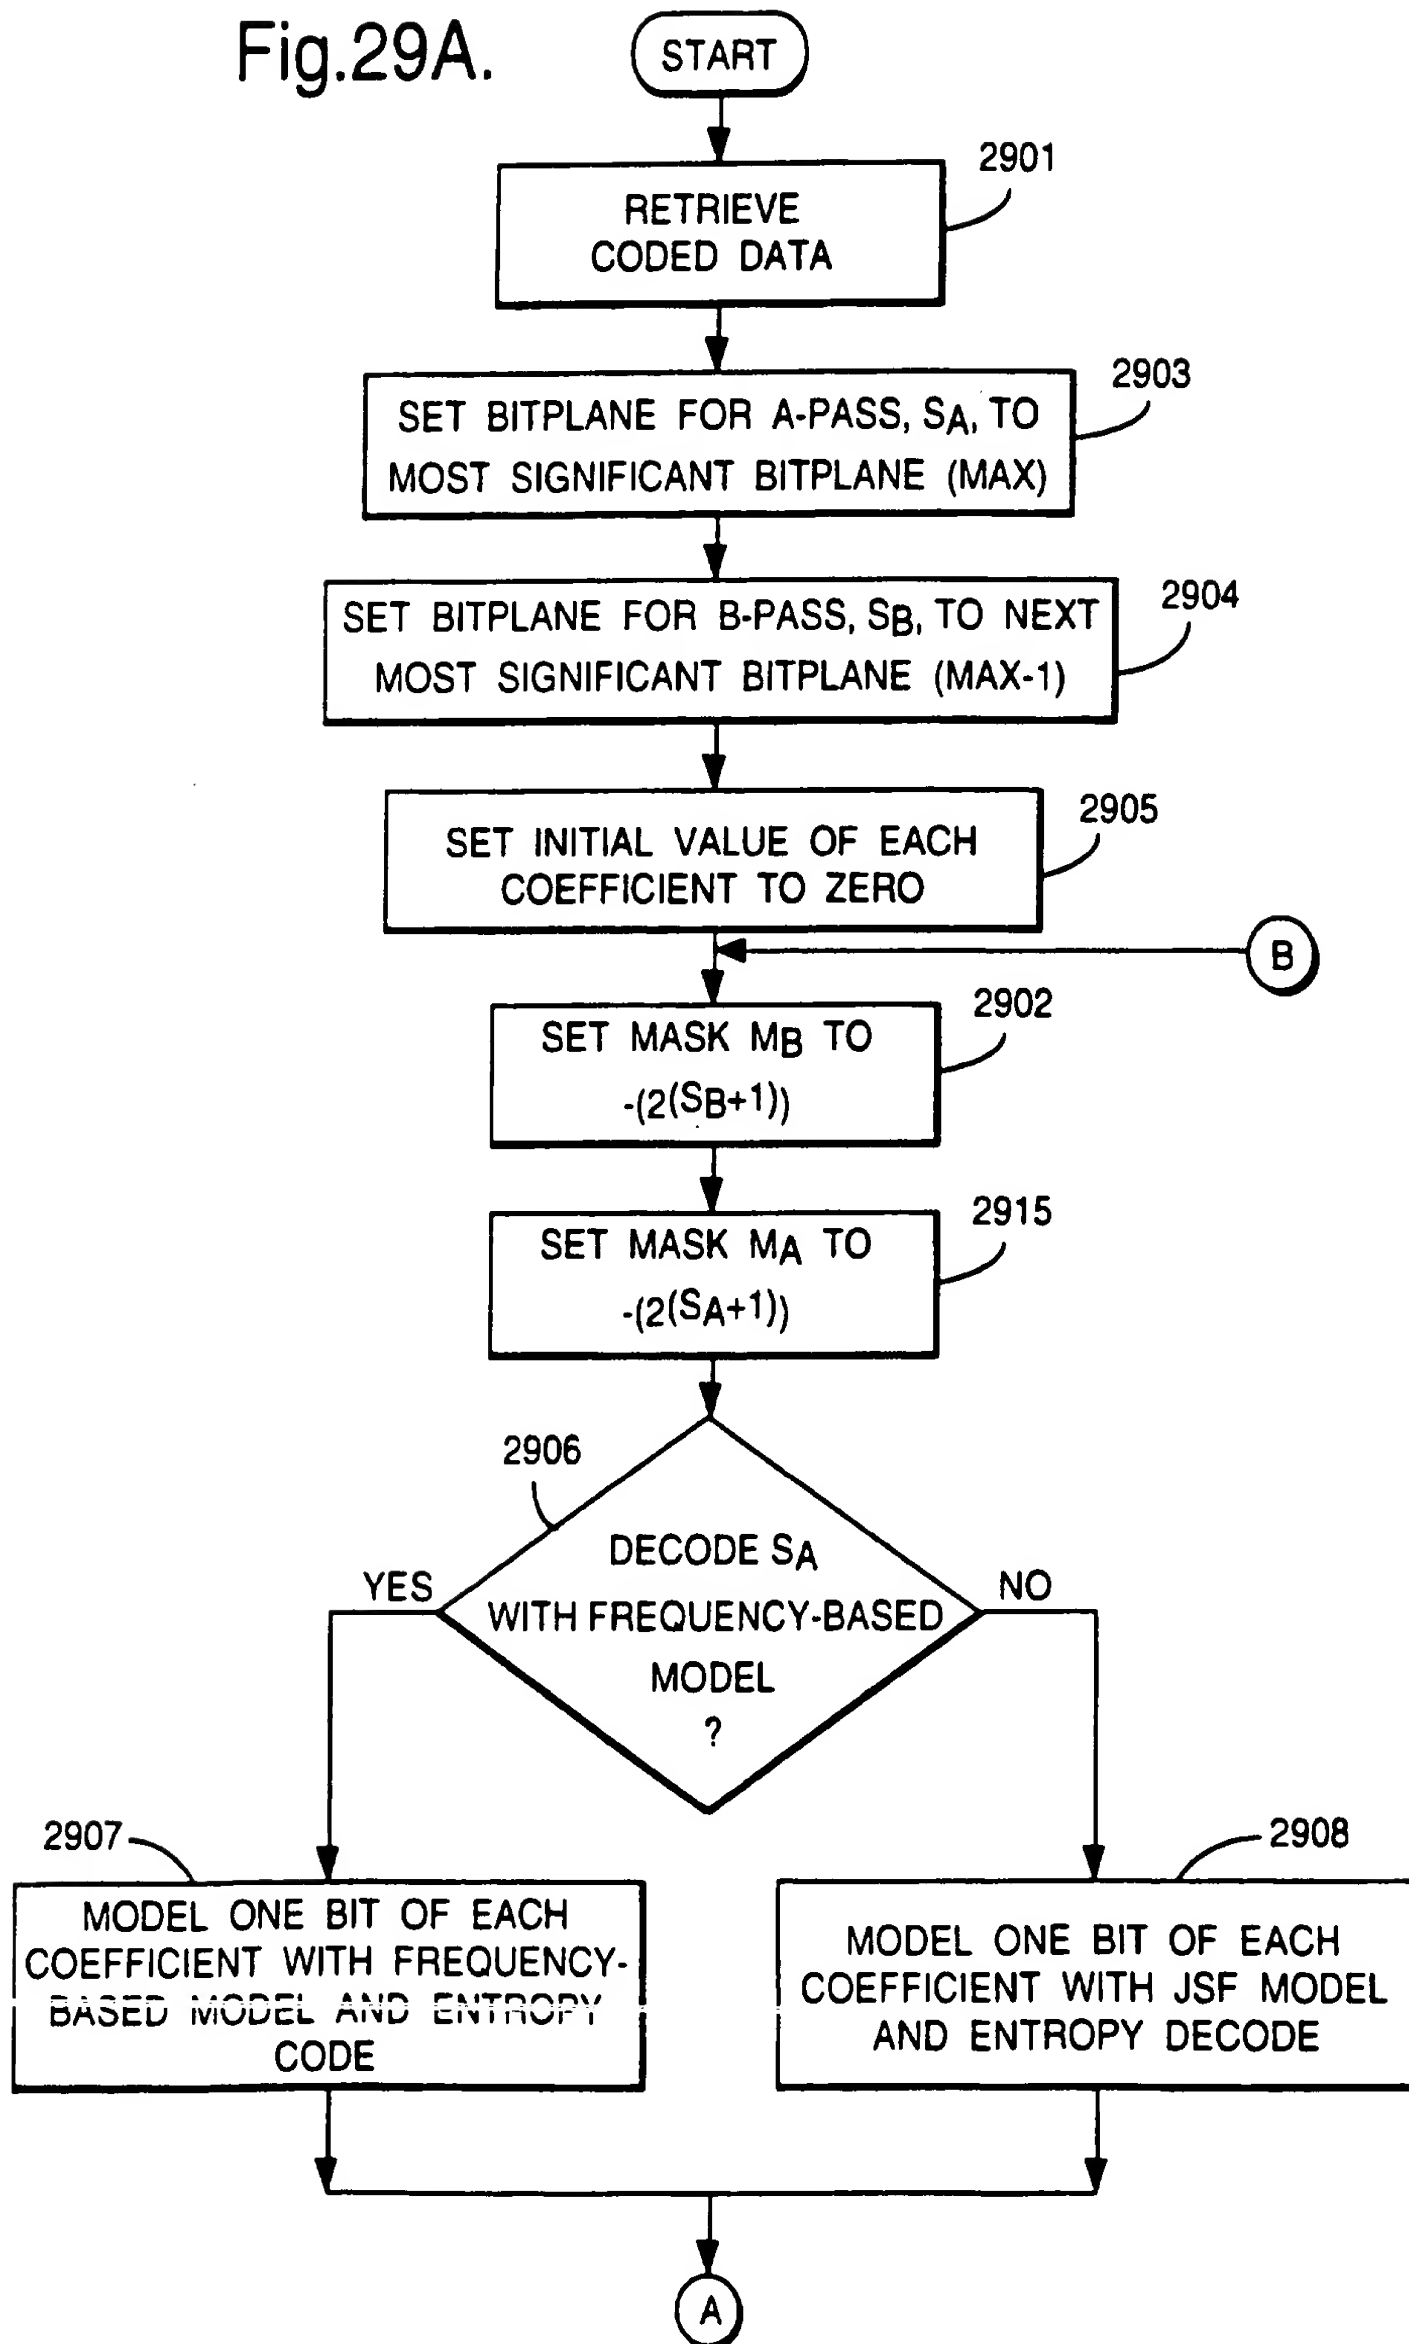 Fig.29A.
START
2901
RETRIEVE
CODED DATA
2903
SET BITPLANE FOR A-PASS, SA, TO
MOST SIGNIFICANT BITPLANE (MAX)
2904
SET BITPLANE FOR B-PASS, SB, TO NEXT
MOST SIGNIFICANT BITPLANE (MAX-1)
2905
SET INITIAL VALUE OF EACH
COEFFICIENT TO ZERO
B
2902
SET MASK MB TO
-(2(SB+1))
2915
SET MASK MA TO
-(2(SA+1))
2906
DECODE SA
WITH FREQUENCY-BASED
MODEL
?
YES
NO
2907
MODEL ONE BIT OF EACH
COEFFICIENT WITH FREQUENCY-
BASED MODEL AND ENTROPY
CODE
2908
MODEL ONE BIT OF EACH
COEFFICIENT WITH JSF MODEL
AND ENTROPY DECODE
A